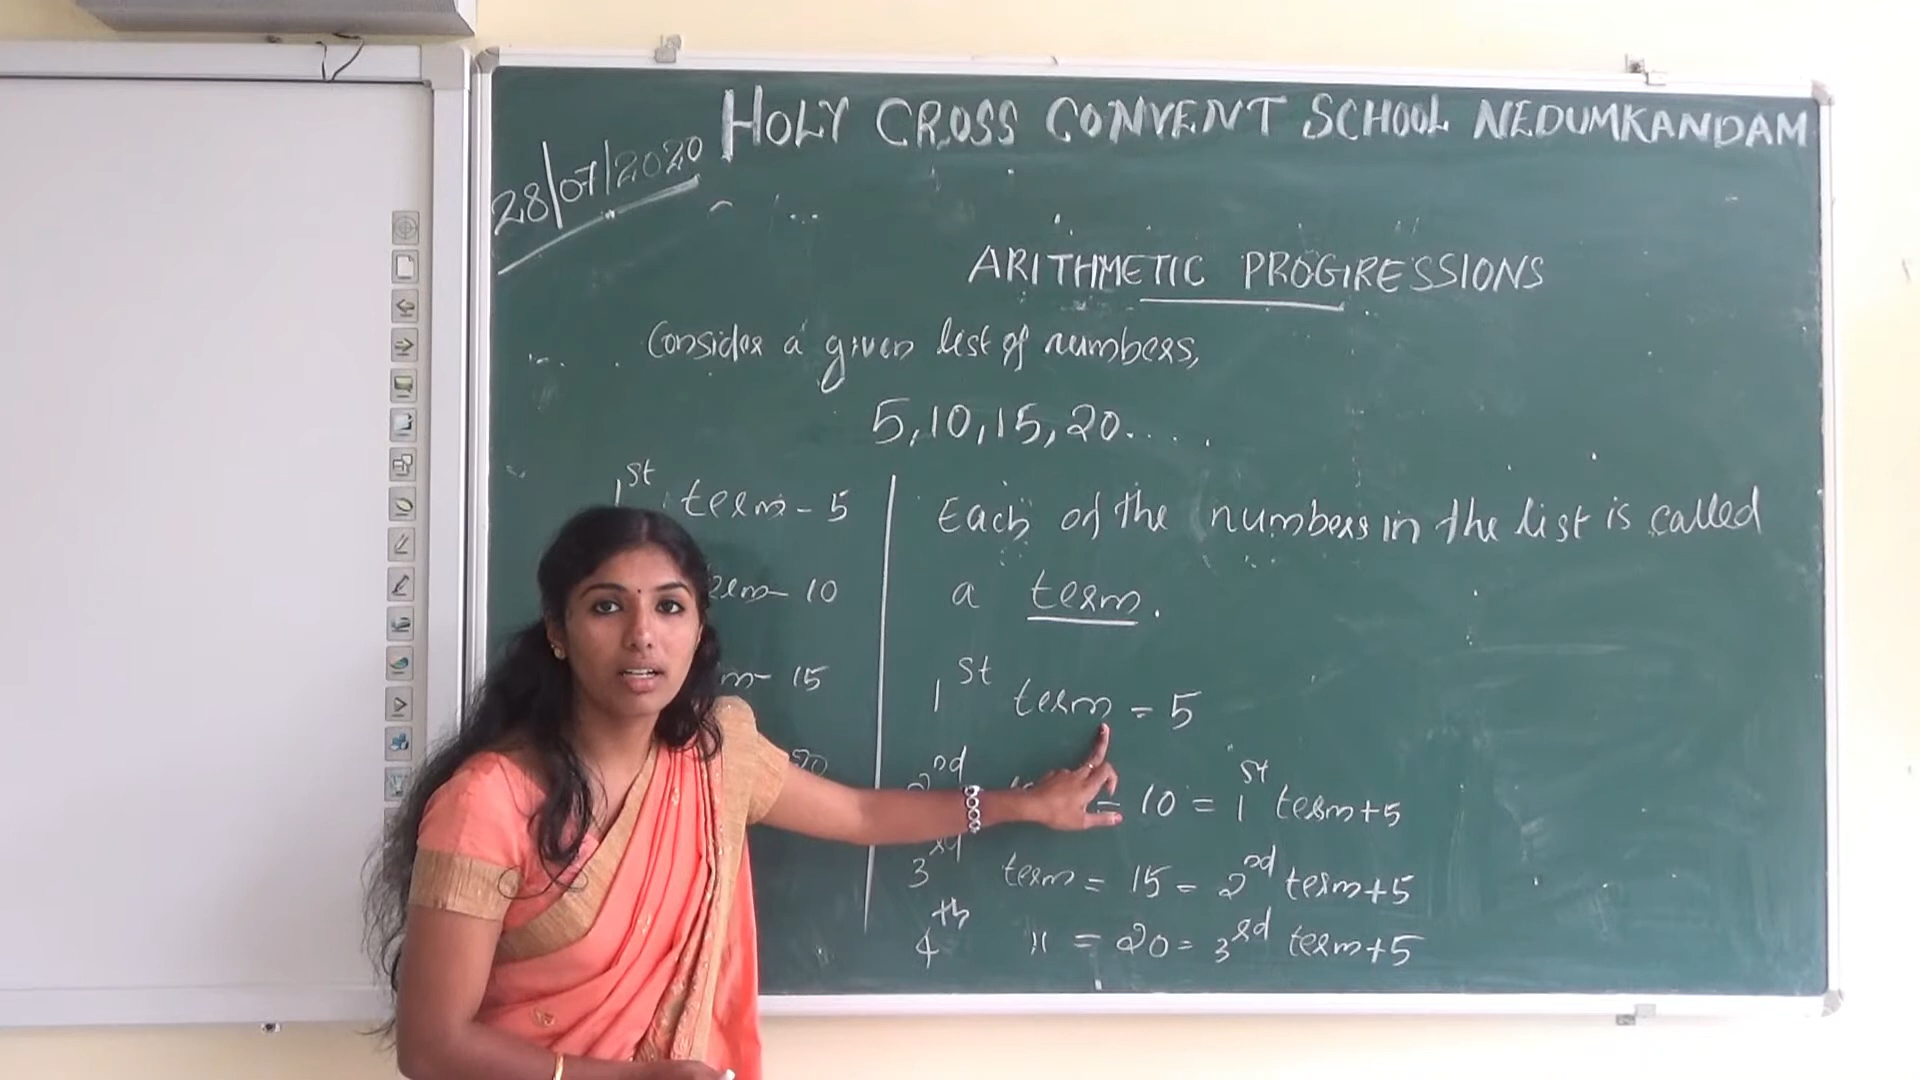 HOLY CROSS CONVENT SCHOOL NEDUMKANDAM
28/07/2020
ARITHMETIC PROGRESSIONS
Consider a given list of numbers,
5, 10, 15, 20.....
1st term - 5
10
15
Each of the numbers in the list is called
a term.
1st term = 5
2nd = 10 = 1st term + 5
3rd term = 15 = 2nd term + 5
4th " = 20 = 3rd term + 5